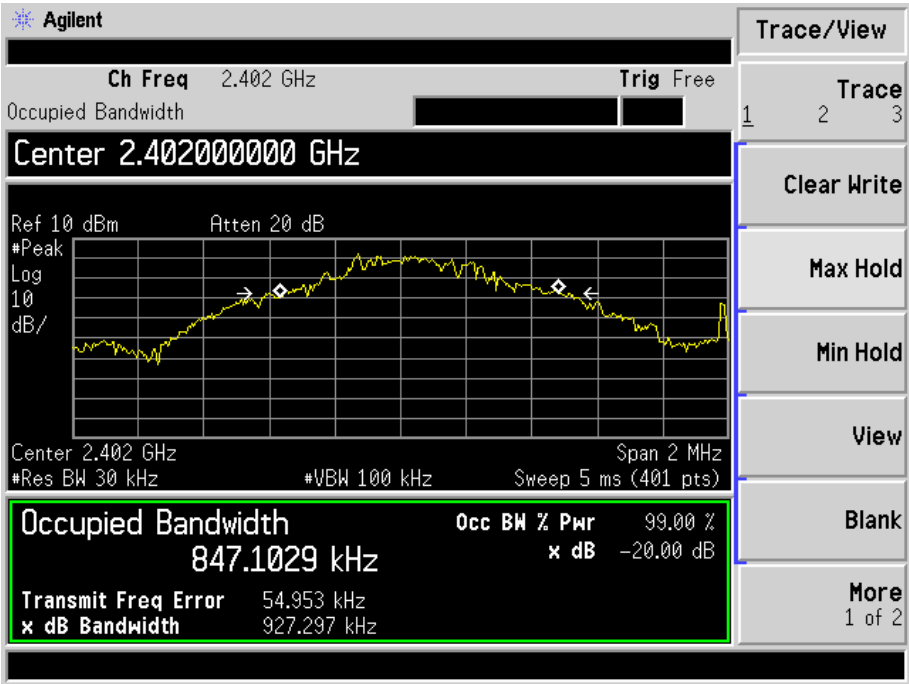 Agilent
Ch Freq 2.402 GHz Trig Free
Occupied Bandwidth
Center 2.402000000 GHz
Ref 10 dBm Atten 20 dB
#Peak
Log
10
dB/
Center 2.402 GHz Span 2 MHz
#Res BW 30 kHz #VBW 100 kHz Sweep 5 ms (401 pts)
Occupied Bandwidth Occ BW % Pwr 99.00 %
847.1029 kHz x dB -20.00 dB
Transmit Freq Error 54.953 kHz
x dB Bandwidth 927.297 kHz
Trace/View
Trace
1 2 3
Clear Write
Max Hold
Min Hold
View
Blank
More
1 of 2